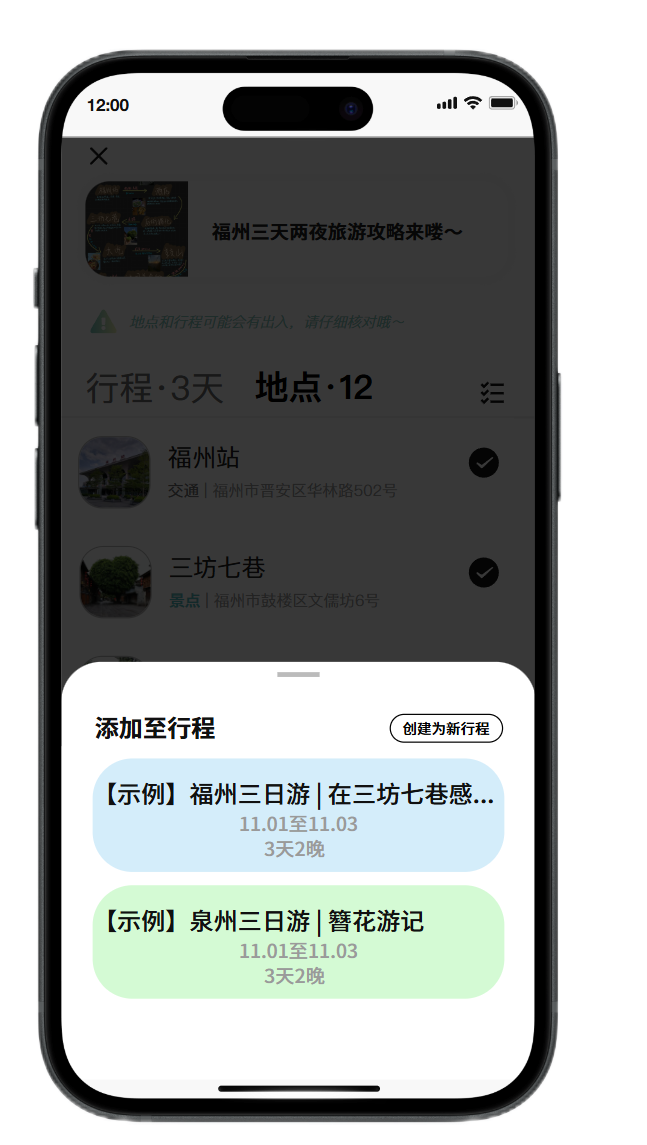 12:00
福州三天两夜旅游攻略来喽～
地点和行程可能会有出入，请仔细核对哦～
行程·3天 地点·12
福州站
交通 | 福州市晋安区华林路502号
三坊七巷
景点 | 福州市鼓楼区文儒坊6号
添加至行程
创建为新行程
【示例】福州三日游 | 在三坊七巷感...
11.01至11.03
3天2晚
【示例】泉州三日游 | 簪花游记
11.01至11.03
3天2晚